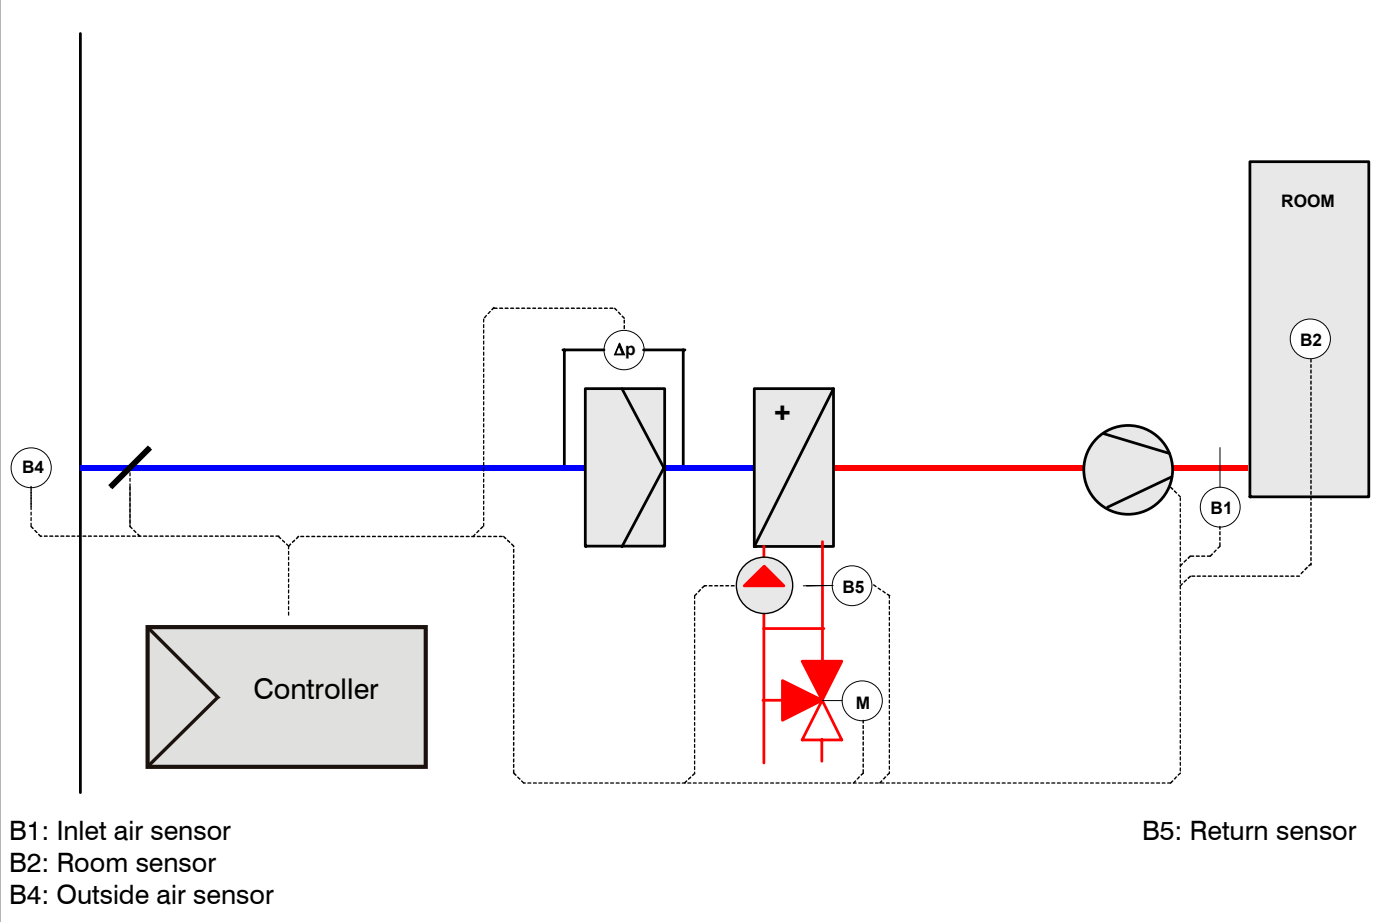 ROOM
B2
Δp
+
B4
B1
B5
M
Controller
B1: Inlet air sensor
B2: Room sensor
B4: Outside air sensor
B5: Return sensor